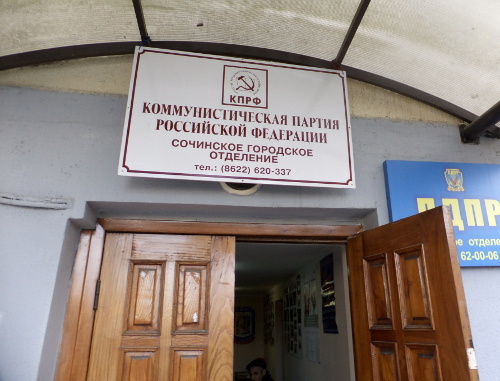 КПРФ
КОММУНИСТИЧЕСКАЯ ПАРТИЯ
РОССИЙСКОЙ ФЕДЕРАЦИИ
СОЧИНСКОЕ ГОРОДСКОЕ
ОТДЕЛЕНИЕ
тел.: (8622) 620-337
ЛДПР
62-00-06